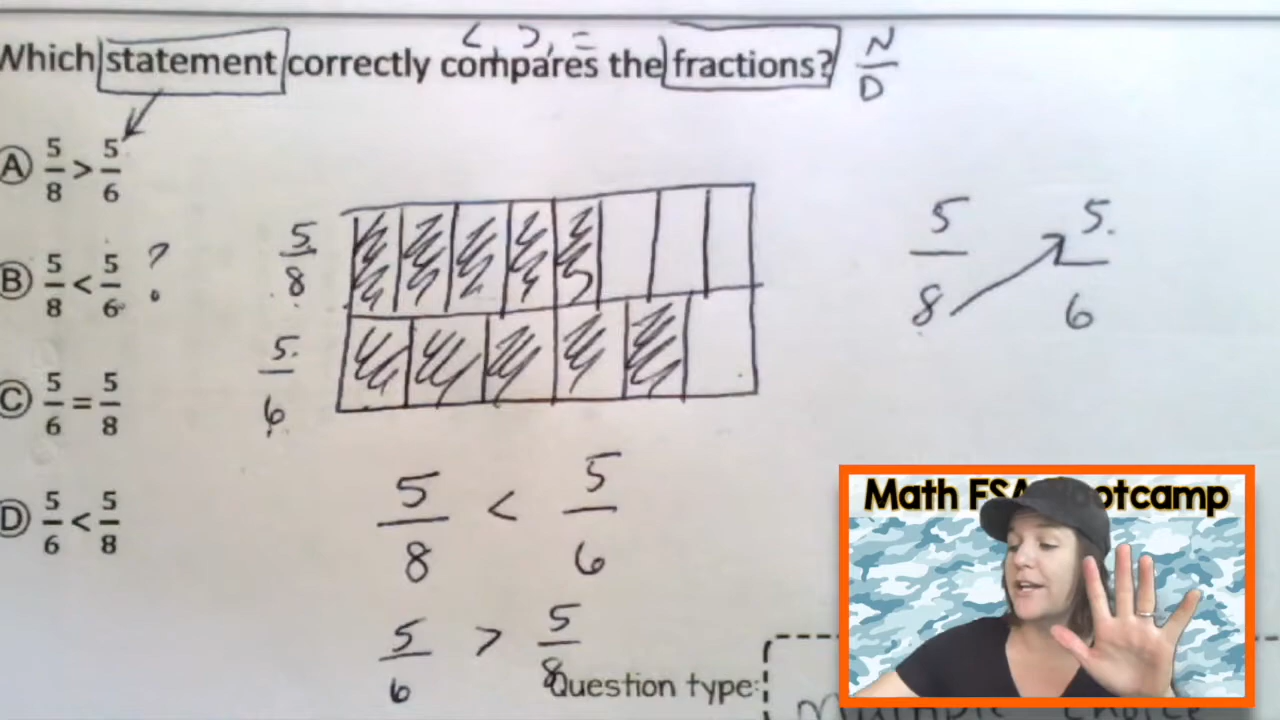 < >, =
Which statement correctly compares the fractions? N/D
A 5/8 > 5/6
B 5/8 < 5/6 ?
C 5/6 = 5/8
D 5/6 < 5/8
5/8
5/6
5/8 5/6
5/8 < 5/6
5/6 > 5/8
Question type:
Multiple choice
Math FSA Bootcamp